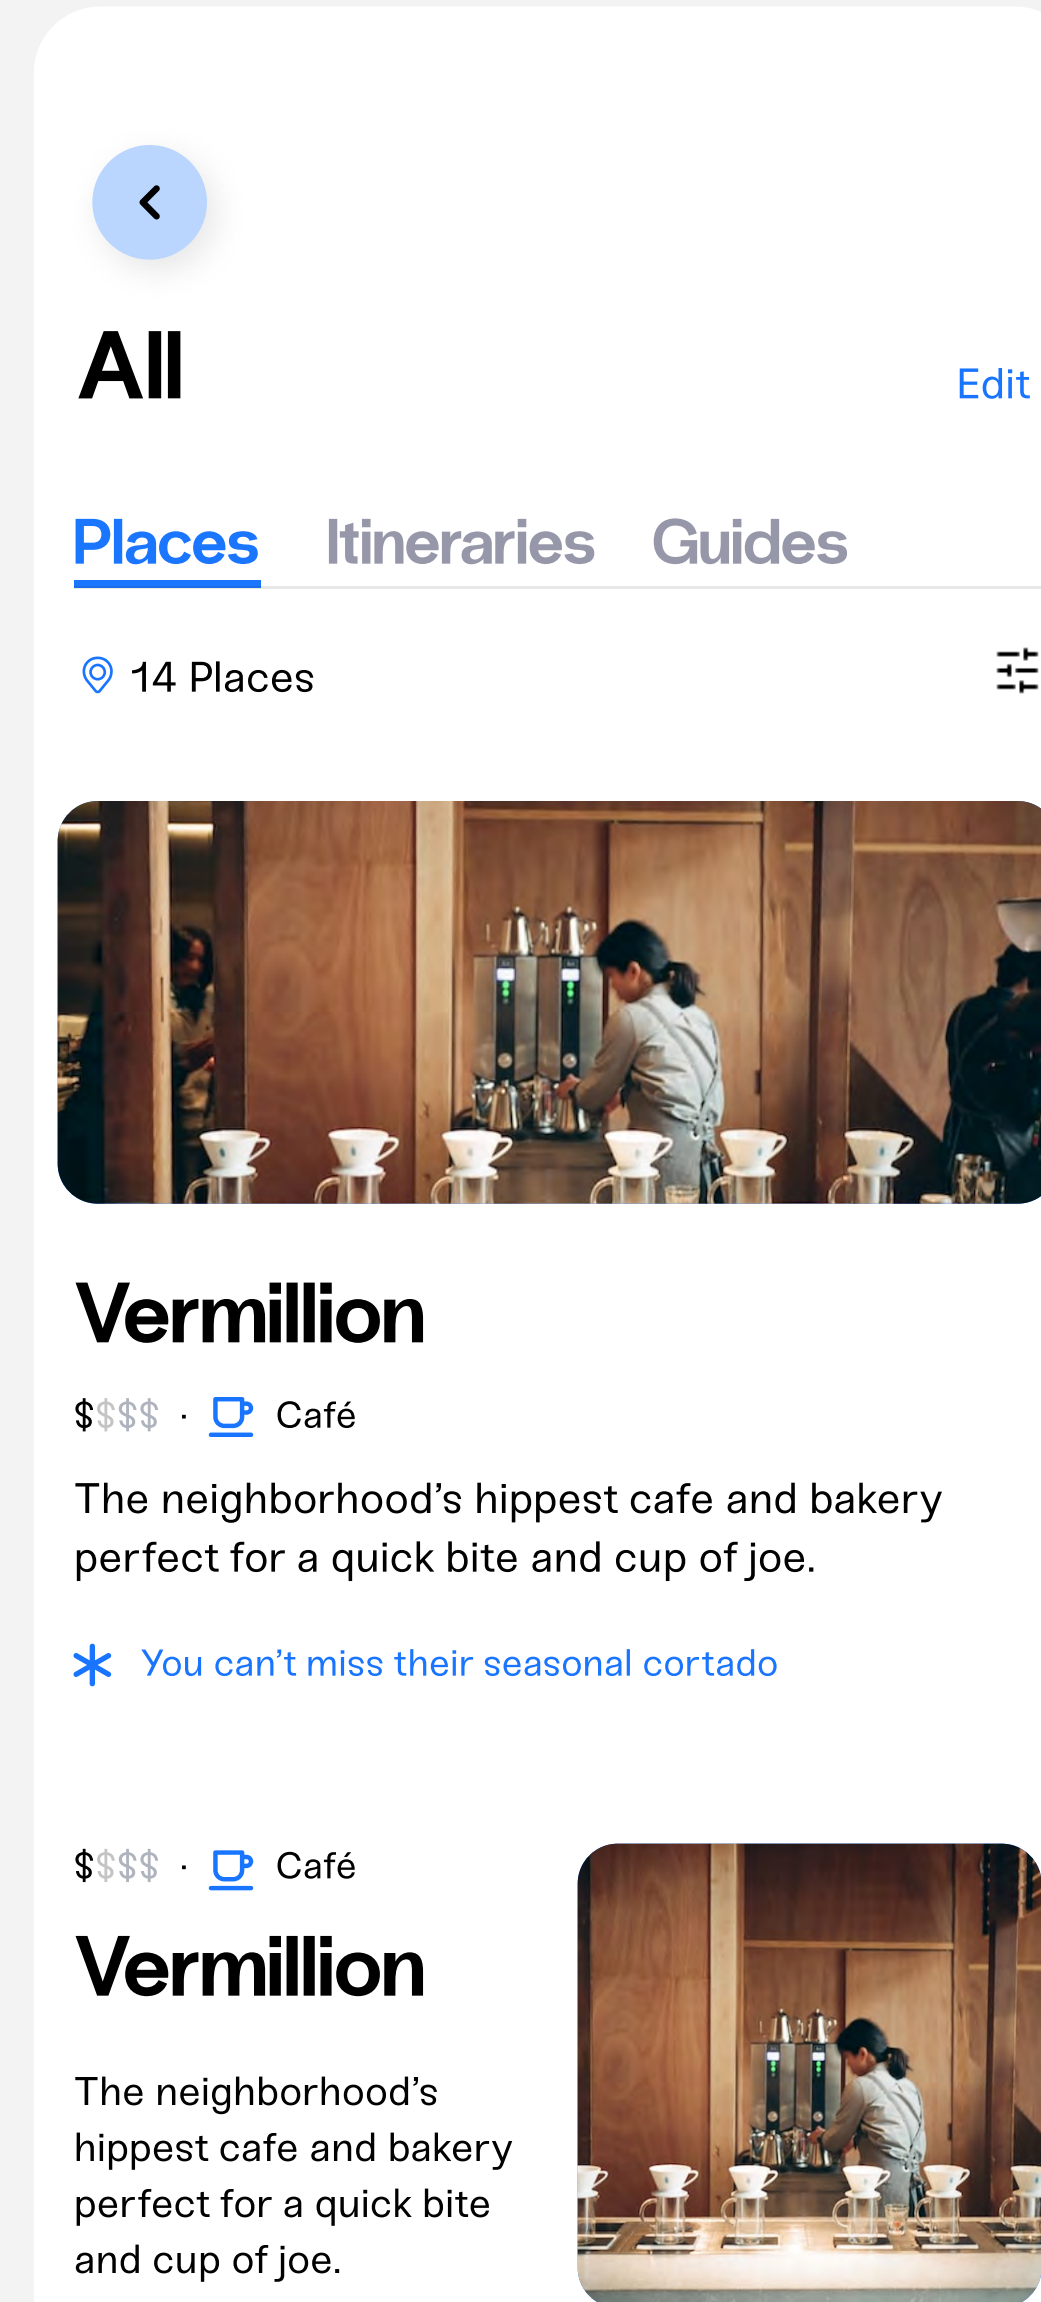 All
Edit
Places Itineraries Guides
14 Places
Vermillion
$$$$ · Café
The neighborhood’s hippest cafe and bakery
perfect for a quick bite and cup of joe.
You can’t miss their seasonal cortado
$$$$ · Café
Vermillion
The neighborhood’s
hippest cafe and bakery
perfect for a quick bite
and cup of joe.